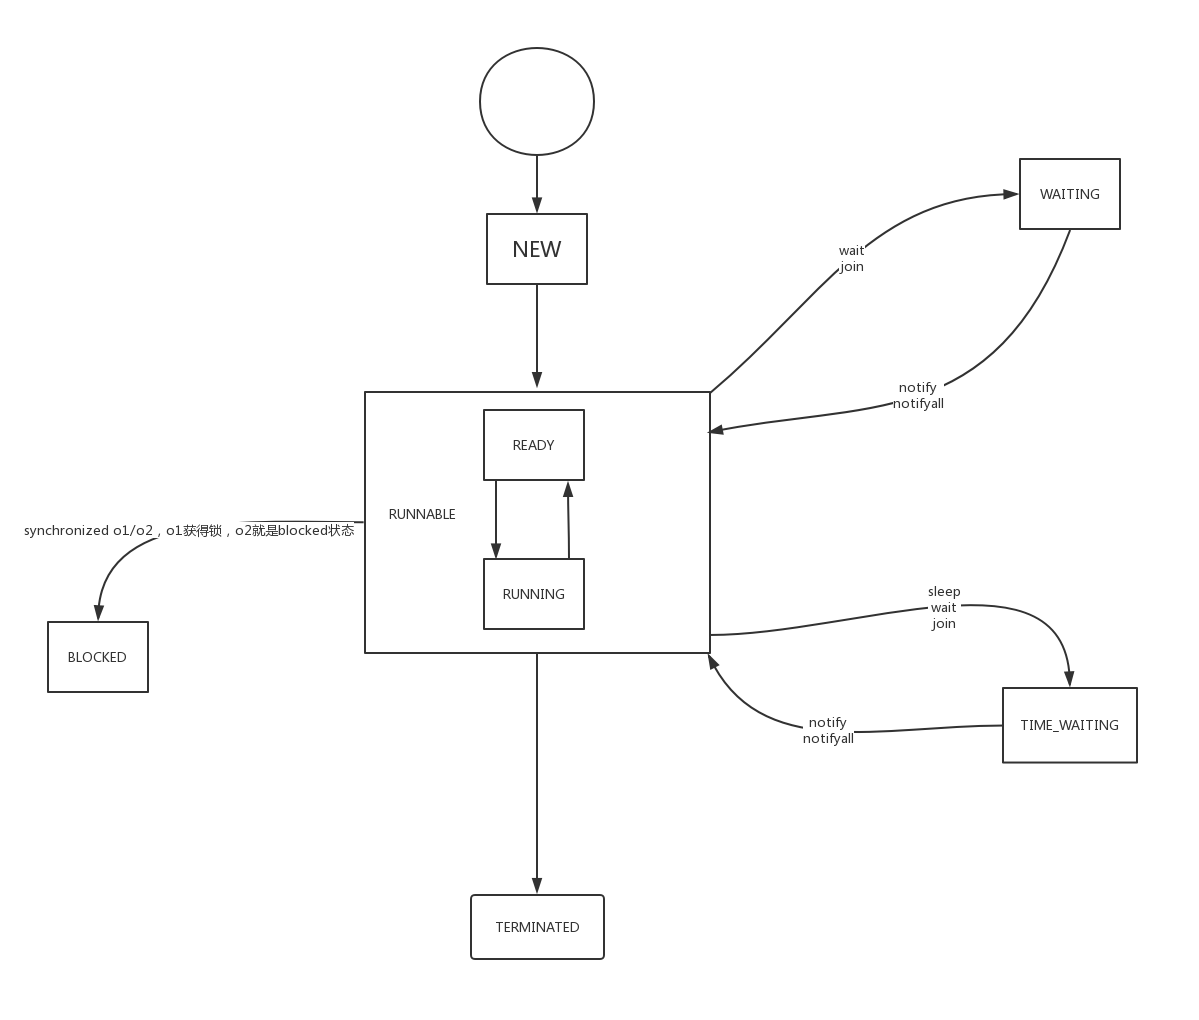 NEW
WAITING
wait
join
notify
notifyall
READY
RUNNABLE
synchronized o1/o2，o1获得锁，o2就是blocked状态
RUNNING
sleep
wait
join
BLOCKED
notify
notifyall
TIME_WAITING
TERMINATED